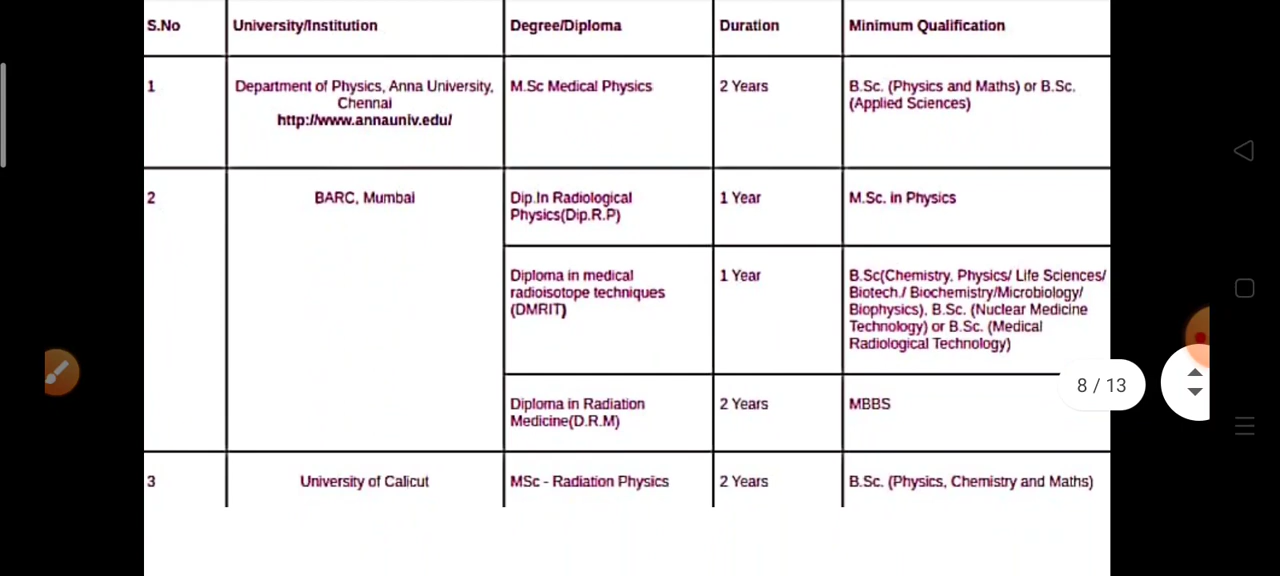 S.No University/Institution Degree/Diploma Duration Minimum Qualification
1 Department of Physics, Anna University, M.Sc Medical Physics 2 Years B.Sc. (Physics and Maths) or B.Sc.
Chennai (Applied Sciences)
http://www.annauniv.edu/
2 BARC, Mumbai Dip.In Radiological 1 Year M.Sc. in Physics
Physics(Dip.R.P)
Diploma in medical 1 Year B.Sc(Chemistry, Physics/ Life Sciences/
radioisotope techniques Biotech./ Biochemistry/Microbiology/
(DMRIT) Biophysics), B.Sc. (Nuclear Medicine
Technology) or B.Sc. (Medical
Radiological Technology)
8 / 13
Diploma in Radiation 2 Years MBBS
Medicine(D.R.M)
3 University of Calicut MSc - Radiation Physics 2 Years B.Sc. (Physics, Chemistry and Maths)